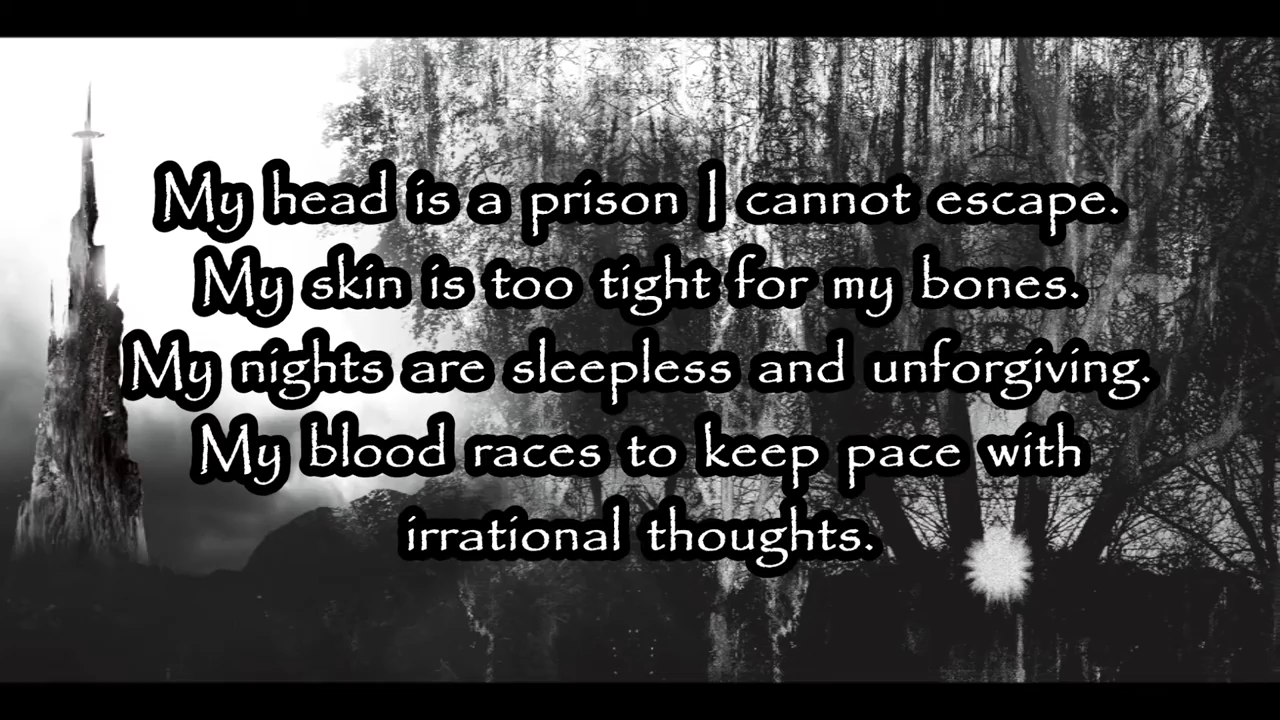 My head is a prison I cannot escape.
My skin is too tight for my bones.
My nights are sleepless and unforgiving.
My blood races to keep pace with
irrational thoughts.